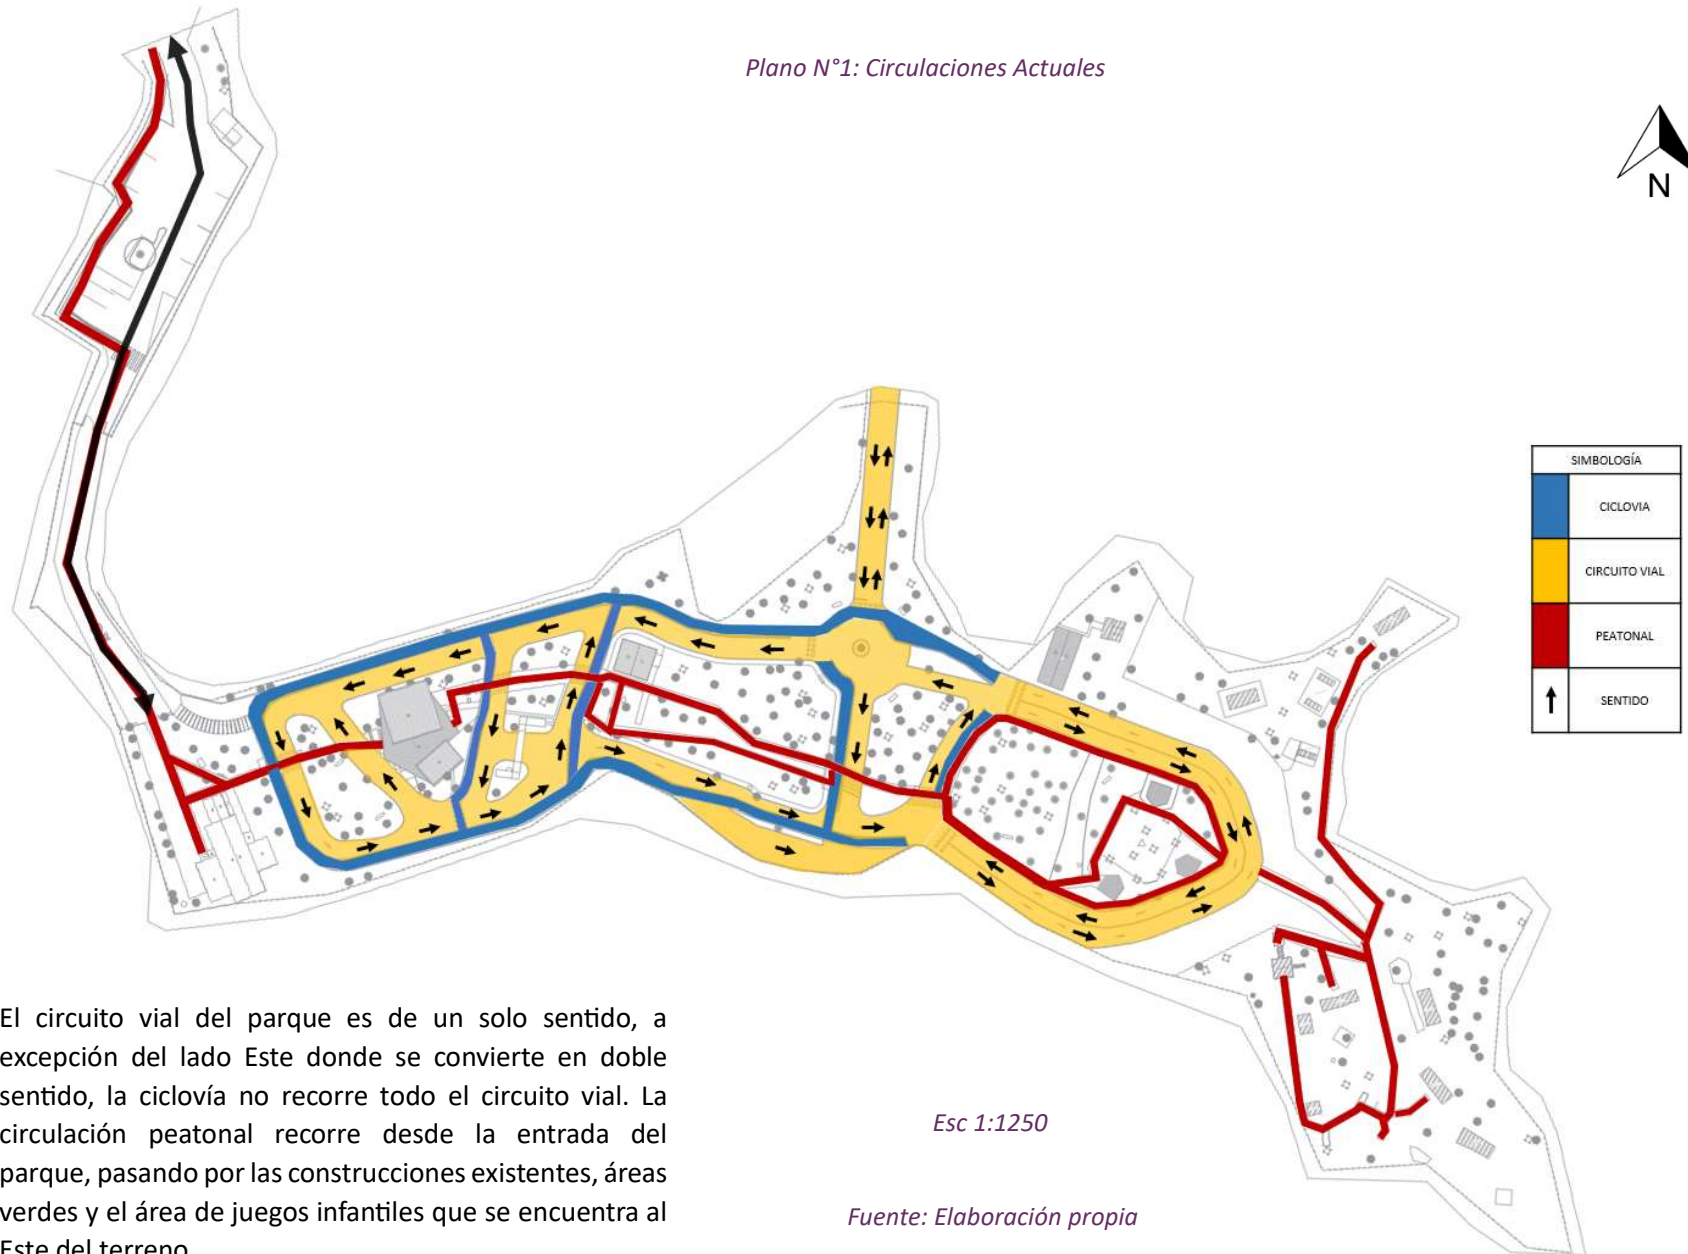 Plano N°1: Circulaciones Actuales
N
SIMBOLOGÍA
CICLOVIA
CIRCUITO VIAL
PEATONAL
SENTIDO
El circuito vial del parque es de un solo sentido, a
excepción del lado Este donde se convierte en doble
sentido, la ciclovía no recorre todo el circuito vial. La
circulación peatonal recorre desde la entrada del
parque, pasando por las construcciones existentes, áreas
verdes y el área de juegos infantiles que se encuentra al
Este del terreno
Esc 1:1250
Fuente: Elaboración propia